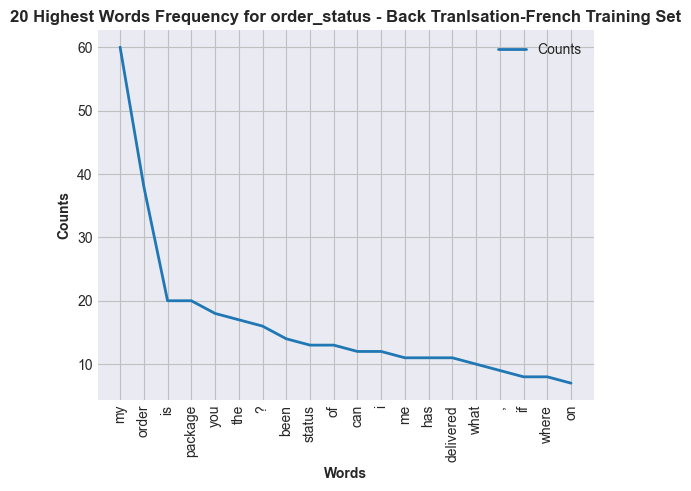 20 Highest Words Frequency for order_status - Back Tranlsation-French Training Set
Counts
60
50
40
30
20
10
Counts
my
order
is
package
you
the
?
been
status
of
can
i
me
has
delivered
what
,
if
where
on
Words